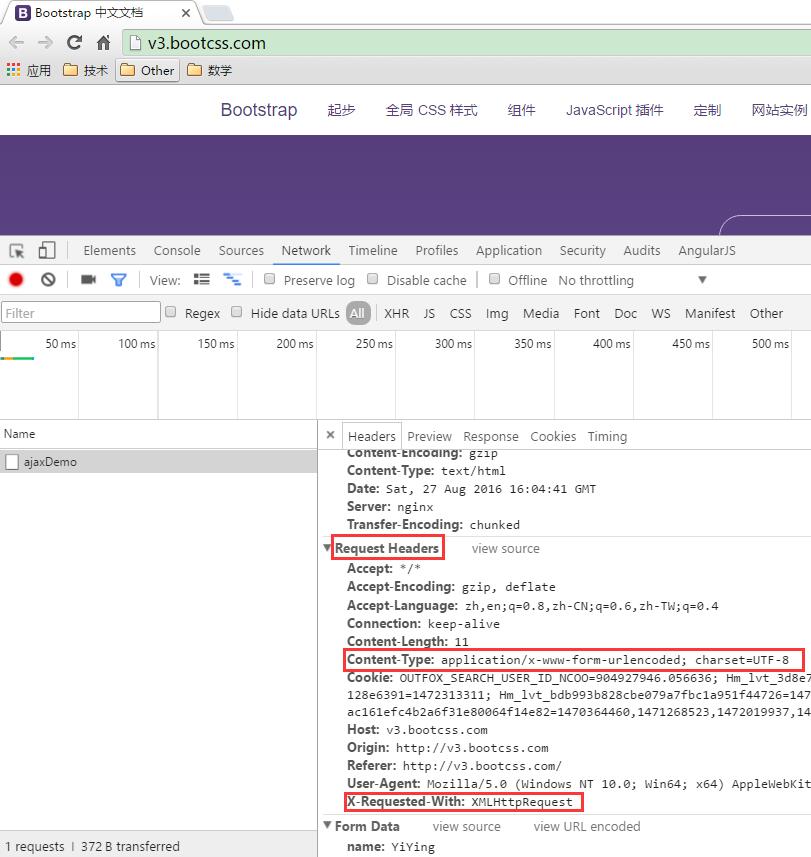 B Bootstrap 中文文档 ×
v3.bootcss.com
应用 技术 Other 数学
Bootstrap 起步 全局 CSS 样式 组件 JavaScript 插件 定制 网站实例
Elements Console Sources Network Timeline Profiles Application Security Audits AngularJS
View: Preserve log Disable cache Offline No throttling
Filter Regex Hide data URLs All XHR JS CSS Img Media Font Doc WS Manifest Other
50 ms 100 ms 150 ms 200 ms 250 ms 300 ms 350 ms 400 ms 450 ms 500 ms
Name
× Headers Preview Response Cookies Timing
ajaxDemo
Content-Encoding: gzip
Content-Type: text/html
Date: Sat, 27 Aug 2016 16:04:41 GMT
Server: nginx
Transfer-Encoding: chunked
Request Headers view source
Accept: */*
Accept-Encoding: gzip, deflate
Accept-Language: zh,en;q=0.8,zh-CN;q=0.6,zh-TW;q=0.4
Connection: keep-alive
Content-Length: 11
Content-Type: application/x-www-form-urlencoded; charset=UTF-8
Cookie: OUTFOX_SEARCH_USER_ID_NCOO=904927946.056636; Hm_lvt_3d8e7
128e6391=1472313311; Hm_lvt_bdb993b828cbe079a7fbc1a951f44726=147
ac161efc4b2a6f31e80064f14e82=1470364460,1471268523,1472019937,14
Host: v3.bootcss.com
Origin: http://v3.bootcss.com
Referer: http://v3.bootcss.com/
User-Agent: Mozilla/5.0 (Windows NT 10.0; Win64; x64) AppleWebKit
X-Requested-With: XMLHttpRequest
Form Data view source view URL encoded
name: YiYing
1 requests | 372 B transferred